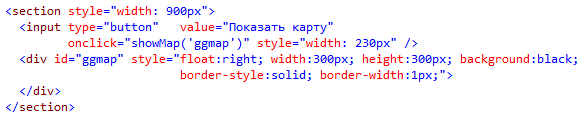 <section style="width: 900px">
<input type="button" value="Показать карту"
onclick="showMap('ggmap')" style="width: 230px" />
<div id="ggmap" style="float:right; width:300px; height:300px; background:black;
border-style:solid; border-width:1px;">
</div>
</section>